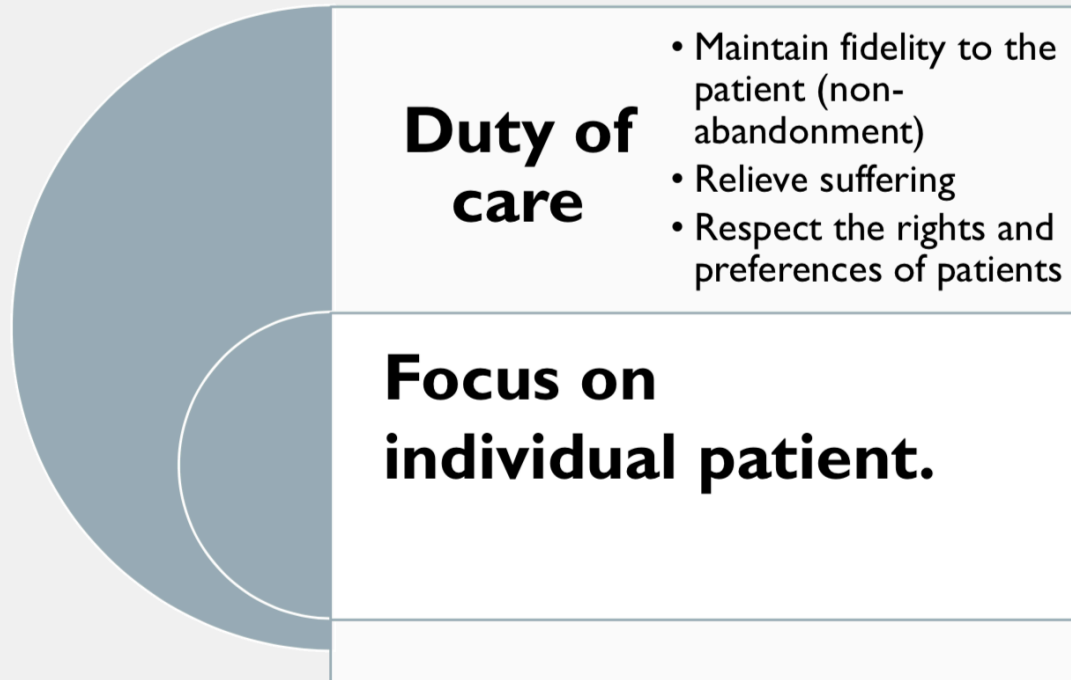 Duty of
care
• Maintain fidelity to the
patient (non-
abandonment)
• Relieve suffering
• Respect the rights and
preferences of patients
Focus on
individual patient.